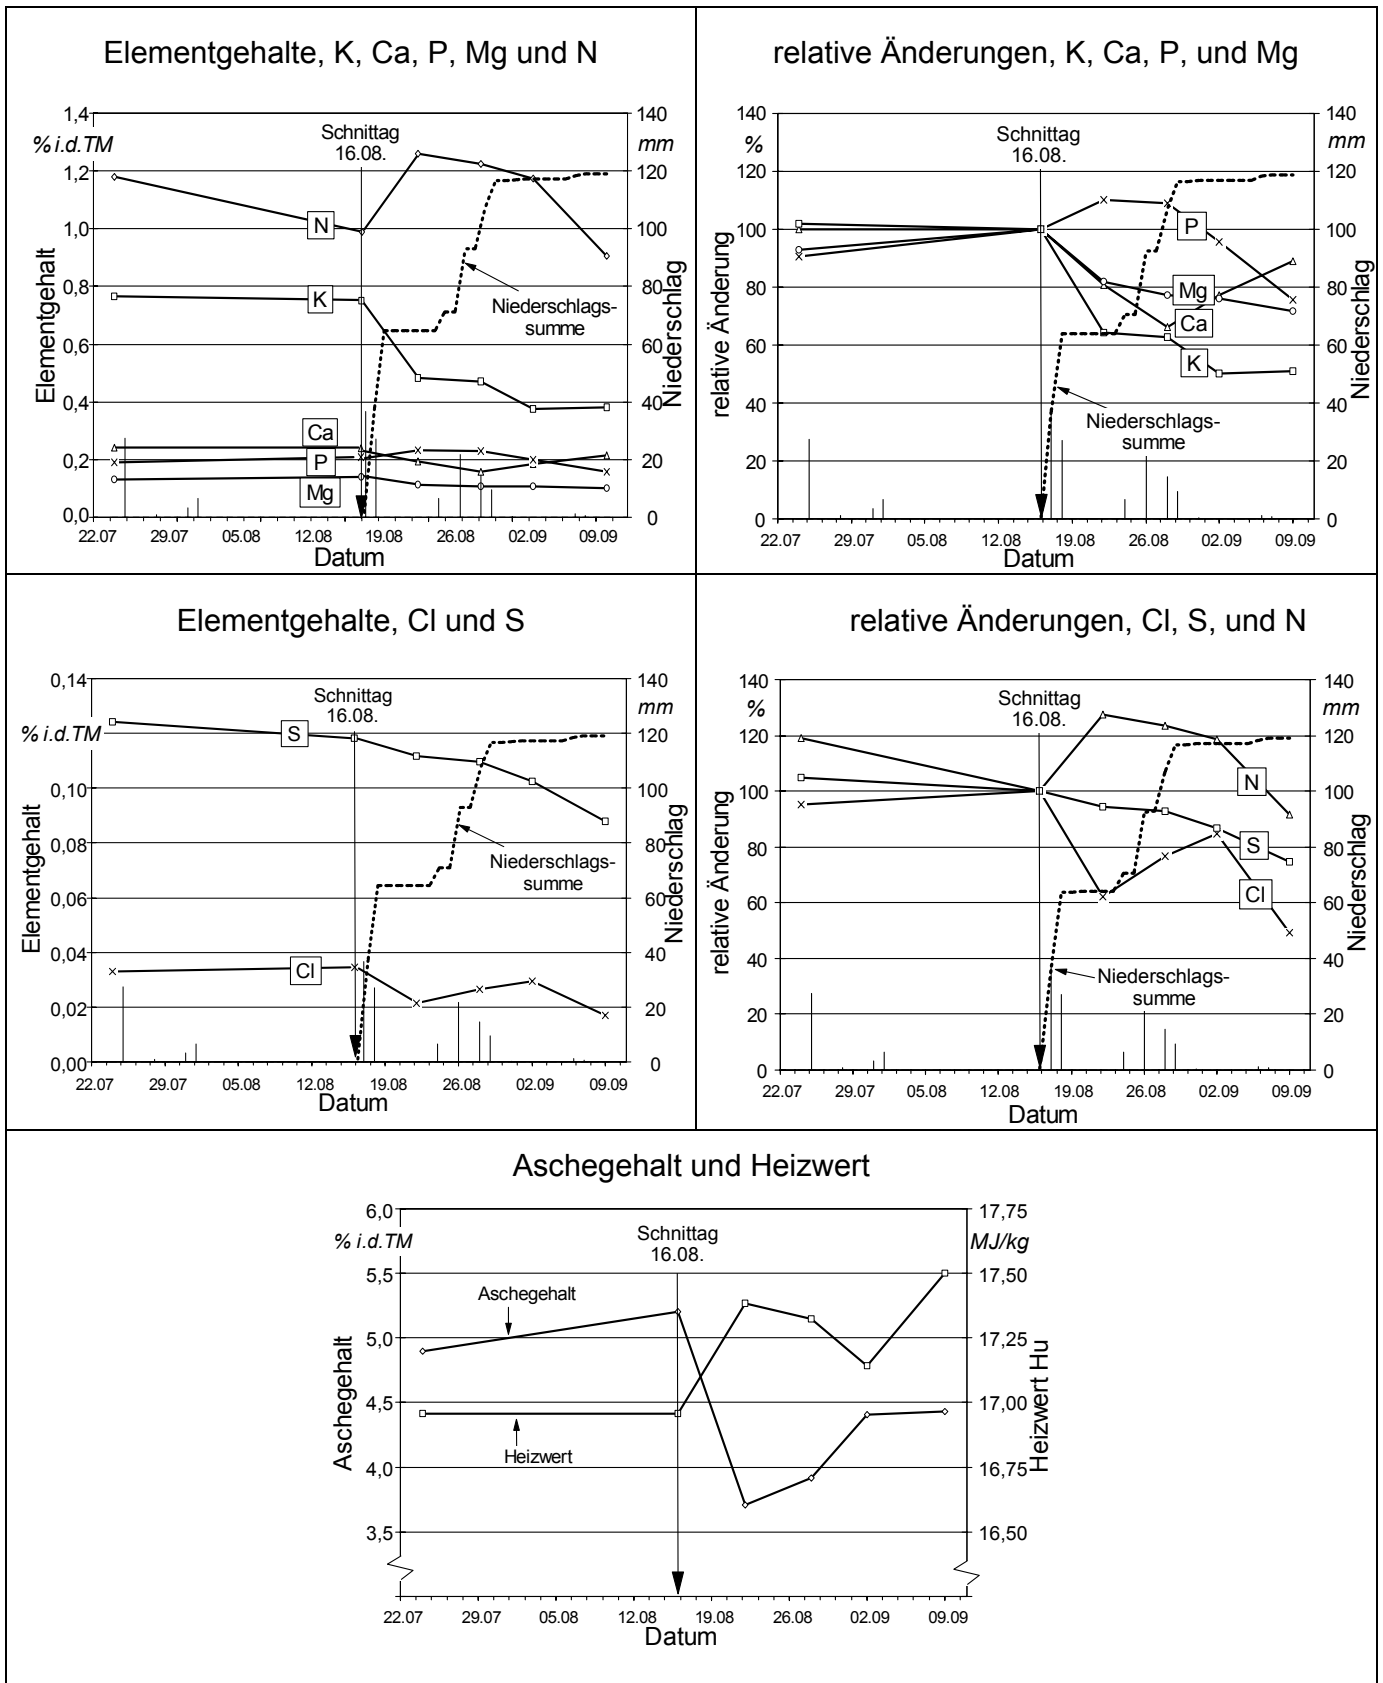 Elementgehalte, K, Ca, P, Mg und N
1,4
% i.d.TM
1,2
1,0
0,8
0,6
0,4
0,2
0,0
Elementgehalt
Schnittag
16.08.
140
mm
120
100
80
60
40
20
0
Niederschlag
N
K
Ca
P
Mg
Niederschlags-
summe
22.07 29.07 05.08 12.08 19.08 26.08 02.09 09.09
Datum
relative Änderungen, K, Ca, P, und Mg
140
%
120
100
80
60
40
20
0
relative Änderung
Schnittag
16.08.
140
mm
120
100
80
60
40
20
0
Niederschlag
P
Mg
Ca
K
Niederschlags-
summe
22.07 29.07 05.08 12.08 19.08 26.08 02.09 09.09
Datum
Elementgehalte, Cl und S
0,14
% i.d.TM
0,10
0,08
0,06
0,04
0,02
0,00
Elementgehalt
Schnittag
16.08.
140
mm
120
100
80
60
40
20
0
Niederschlag
S
Cl
Niederschlags-
summe
22.07 29.07 05.08 12.08 19.08 26.08 02.09 09.09
Datum
relative Änderungen, Cl, S, und N
140
%
120
100
80
60
40
20
0
relative Änderung
Schnittag
16.08.
140
mm
120
100
80
60
40
20
0
Niederschlag
N
S
Cl
Niederschlags-
summe
22.07 29.07 05.08 12.08 19.08 26.08 02.09 09.09
Datum
Aschegehalt und Heizwert
6,0
% i.d.TM
5,5
5,0
4,5
4,0
3,5
Aschegehalt
Schnittag
16.08.
17,75
MJ/kg
17,50
17,25
17,00
16,75
16,50
Heizwert Hu
Aschegehalt
Heizwert
22.07 29.07 05.08 12.08 19.08 26.08 02.09 09.09
Datum